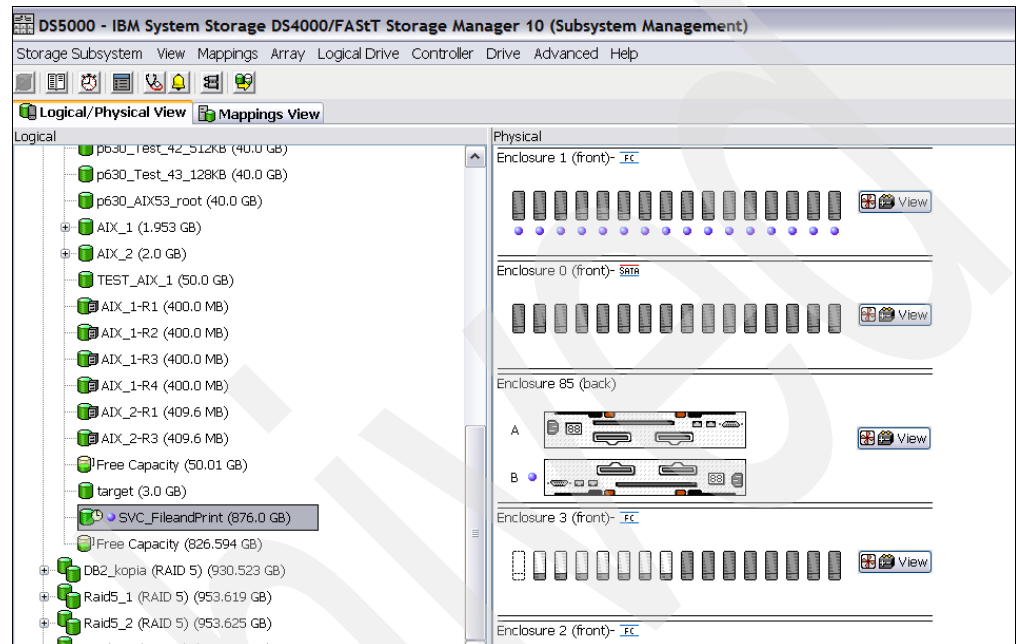 DS5000 - IBM System Storage DS4000/FAStT Storage Manager 10 (Subsystem Management)
Storage Subsystem View Mappings Array Logical Drive Controller Drive Advanced Help
Logical/Physical View Mappings View
Logical
p630_Test_42_512KB (40.0 GB)
p630_Test_43_128KB (40.0 GB)
p630_AIX53_root (40.0 GB)
AIX_1 (1.953 GB)
AIX_2 (2.0 GB)
TEST_AIX_1 (50.0 GB)
AIX_1-R1 (400.0 MB)
AIX_1-R2 (400.0 MB)
AIX_1-R3 (400.0 MB)
AIX_1-R4 (400.0 MB)
AIX_2-R1 (409.6 MB)
AIX_2-R3 (409.6 MB)
Free Capacity (50.01 GB)
target (3.0 GB)
SVC_FileandPrint (876.0 GB)
Free Capacity (826.594 GB)
DB2_kopia (RAID 5) (930.523 GB)
Raid5_1 (RAID 5) (953.619 GB)
Raid5_2 (RAID 5) (953.625 GB)
Physical
Enclosure 1 (front)- FC
View
Enclosure 0 (front)- SATA
View
Enclosure 85 (back)
A
88
View
B
88
Enclosure 3 (front)- FC
View
Enclosure 2 (front)- FC